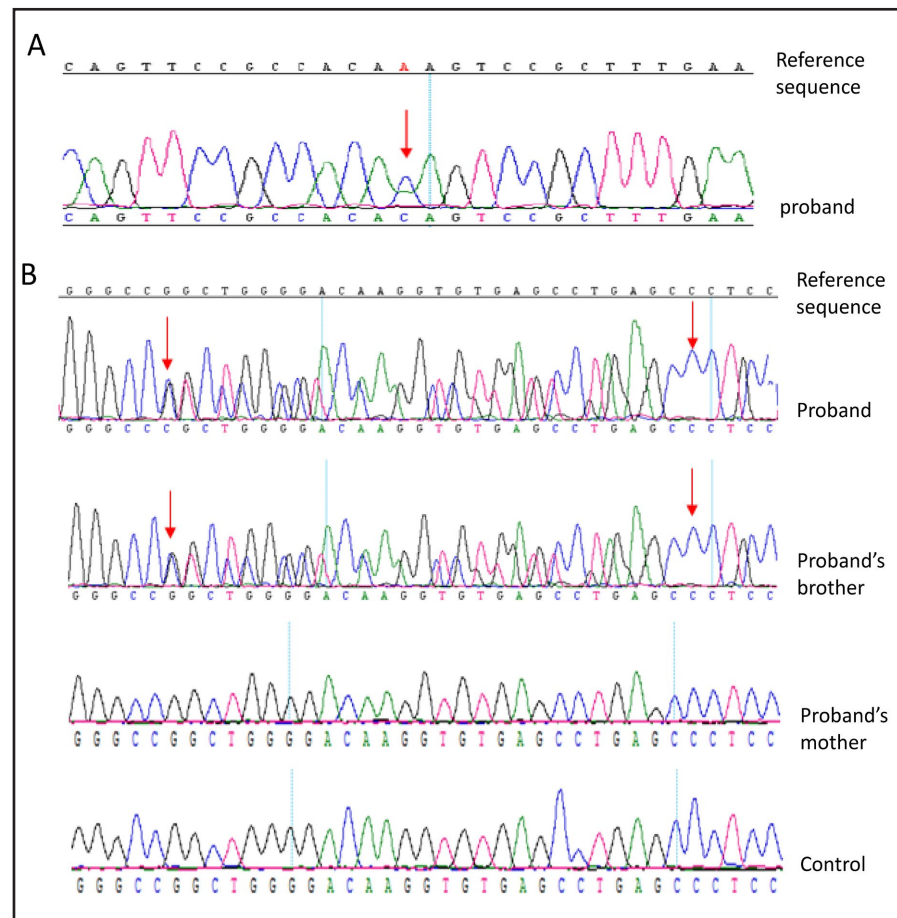 A
C A G T T C C G C C A C A A A G T C C G C T T T G A A
Reference
sequence
C A G T T C C G C C A C A C A G T C C G C T T T G A A
proband
B
G G G C C G G C T G G G G A C A A G G T G T G A G C C T G A G C C C T C C
Reference
sequence
G G G C C C G C T G G G G A C A A G G T G T G A G C C T G A G C C C T C C
Proband
G G G C C G G C T G G G G A C A A G G T G T G A G C C T G A G C C C T C C
Proband's
brother
G G G C C G G C T G G G G A C A A G G T G T G A G C C T G A G C C C T C C
Proband's
mother
G G G C C G G C T G G G G A C A A G G T G T G A G C C T G A G C C C T C C
Control